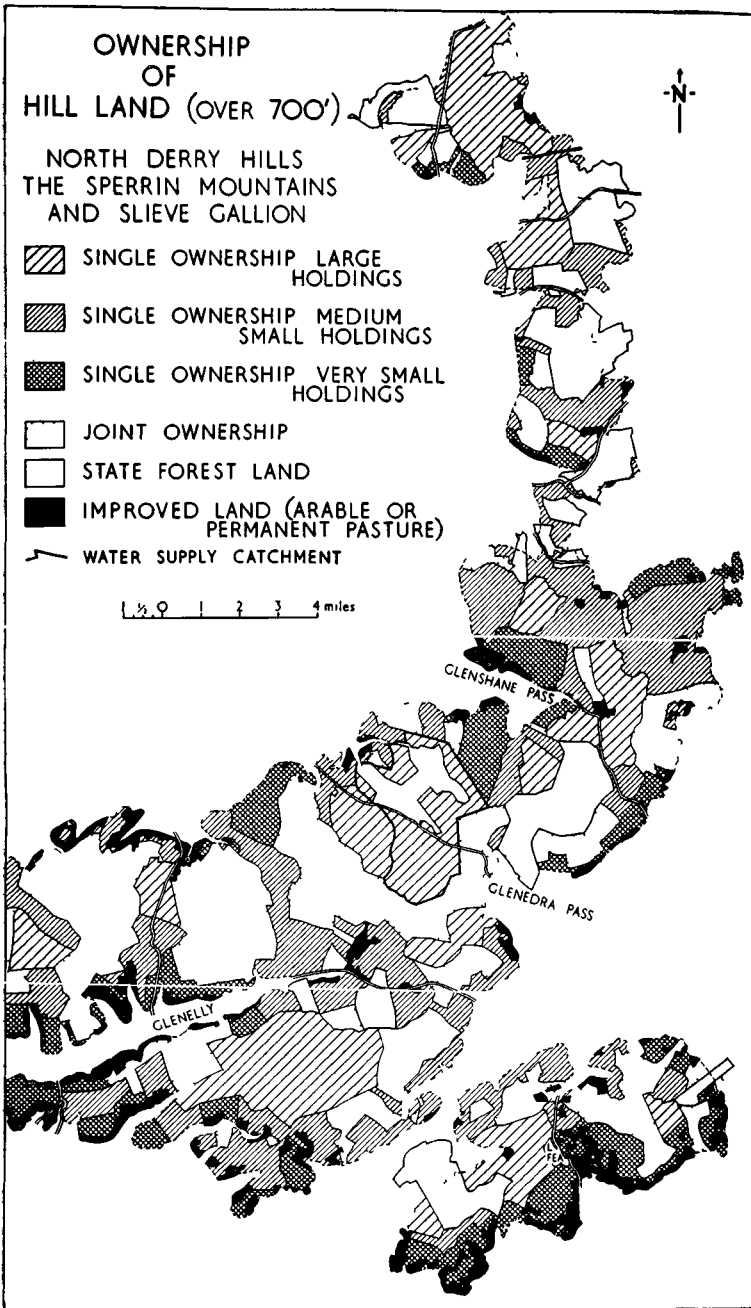 OWNERSHIP
OF
HILL LAND (OVER 700')
NORTH DERRY HILLS
THE SPERRIN MOUNTAINS
AND SLIEVE GALLION
SINGLE OWNERSHIP LARGE
HOLDINGS
SINGLE OWNERSHIP MEDIUM
SMALL HOLDINGS
SINGLE OWNERSHIP VERY SMALL
HOLDINGS
JOINT OWNERSHIP
STATE FOREST LAND
IMPROVED LAND (ARABLE OR
PERMANENT PASTURE)
WATER SUPPLY CATCHMENT
1 ½ 0 1 2 3 4 miles
-N-
GLENSHANE PASS
GLENEDRA PASS
GLENELLY
FEA